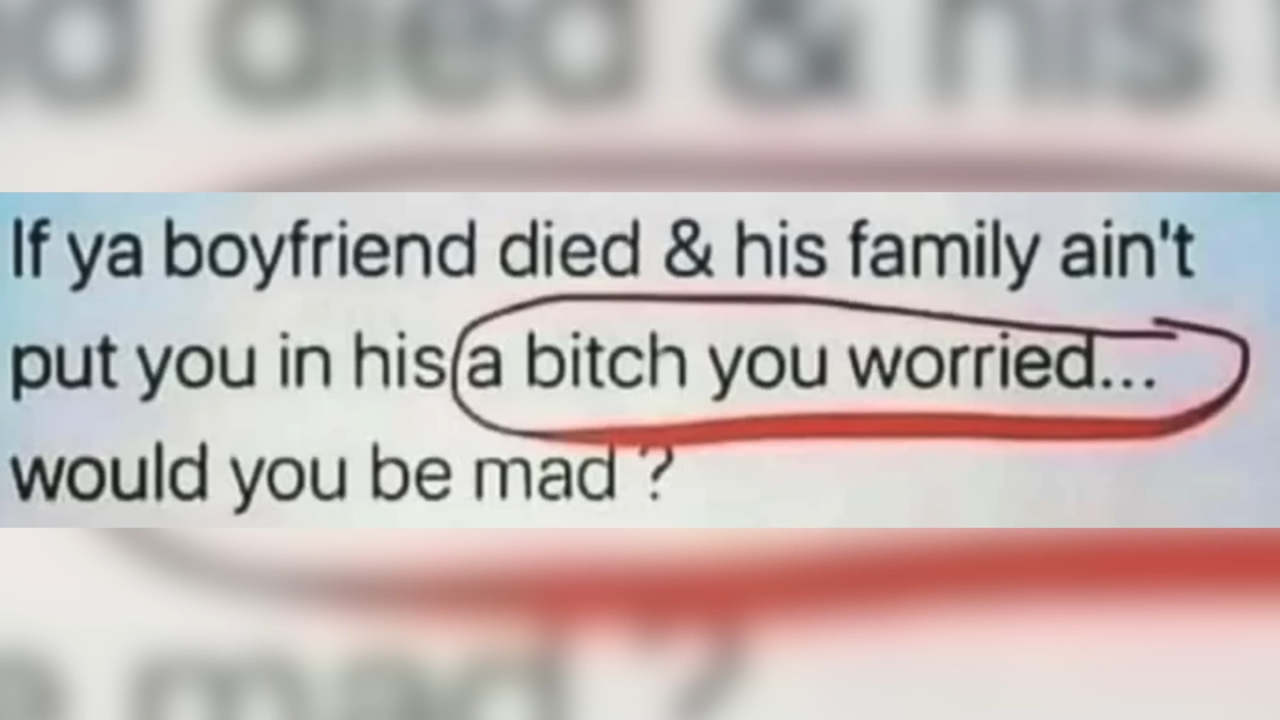 If ya boyfriend died & his family ain't
put you in his a bitch you worried...
would you be mad ?